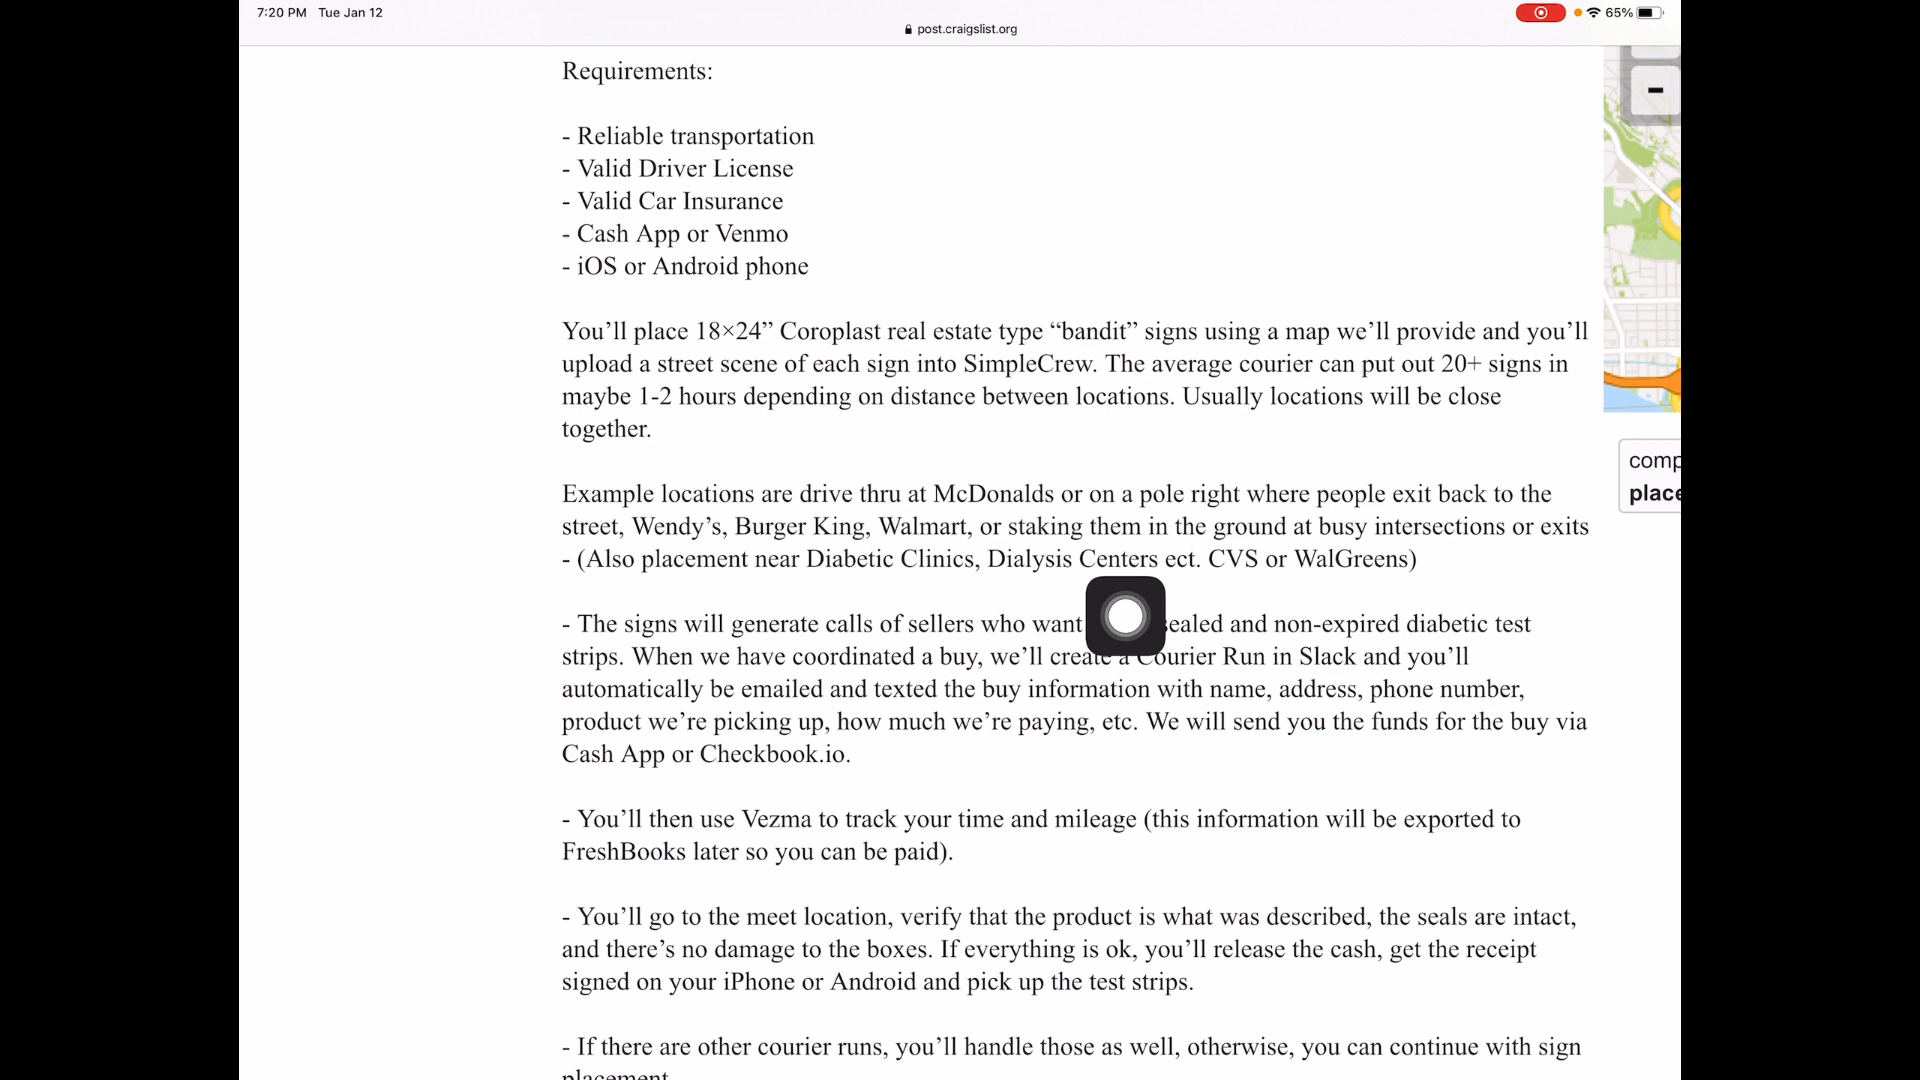 7:20 PM Tue Jan 12
65%
post.craigslist.org
Requirements:
- Reliable transportation
- Valid Driver License
- Valid Car Insurance
- Cash App or Venmo
- iOS or Android phone
You’ll place 18×24” Coroplast real estate type “bandit” signs using a map we’ll provide and you’ll
upload a street scene of each sign into SimpleCrew. The average courier can put out 20+ signs in
maybe 1-2 hours depending on distance between locations. Usually locations will be close
together.
Example locations are drive thru at McDonalds or on a pole right where people exit back to the
street, Wendy’s, Burger King, Walmart, or staking them in the ground at busy intersections or exits
- (Also placement near Diabetic Clinics, Dialysis Centers ect. CVS or WalGreens)
- The signs will generate calls of sellers who want ealed and non-expired diabetic test
strips. When we have coordinated a buy, we’ll create a Courier Run in Slack and you’ll
automatically be emailed and texted the buy information with name, address, phone number,
product we’re picking up, how much we’re paying, etc. We will send you the funds for the buy via
Cash App or Checkbook.io.
- You’ll then use Vezma to track your time and mileage (this information will be exported to
FreshBooks later so you can be paid).
- You’ll go to the meet location, verify that the product is what was described, the seals are intact,
and there’s no damage to the boxes. If everything is ok, you’ll release the cash, get the receipt
signed on your iPhone or Android and pick up the test strips.
- If there are other courier runs, you’ll handle those as well, otherwise, you can continue with sign
placement.
comp
place